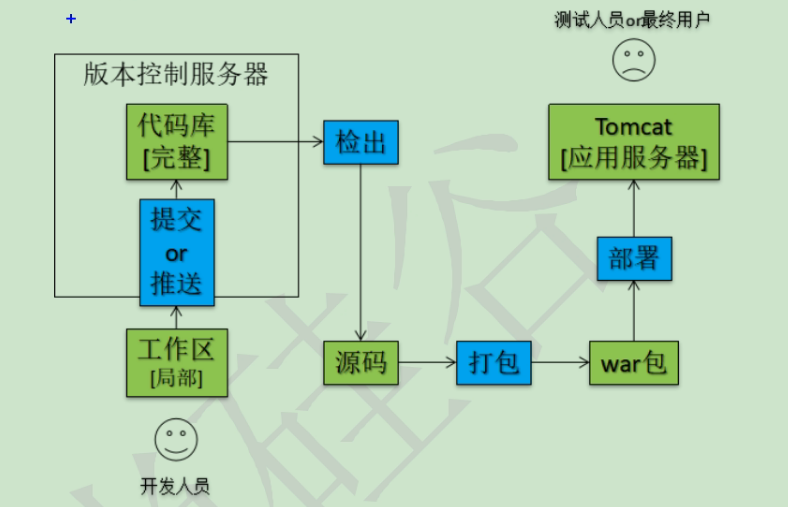 测试人员or最终用户
版本控制服务器
代码库
[完整]
检出
Tomcat
[应用服务器]
提交
or
推送
部署
工作区
[局部]
源码
打包
war包
开发人员
硅谷